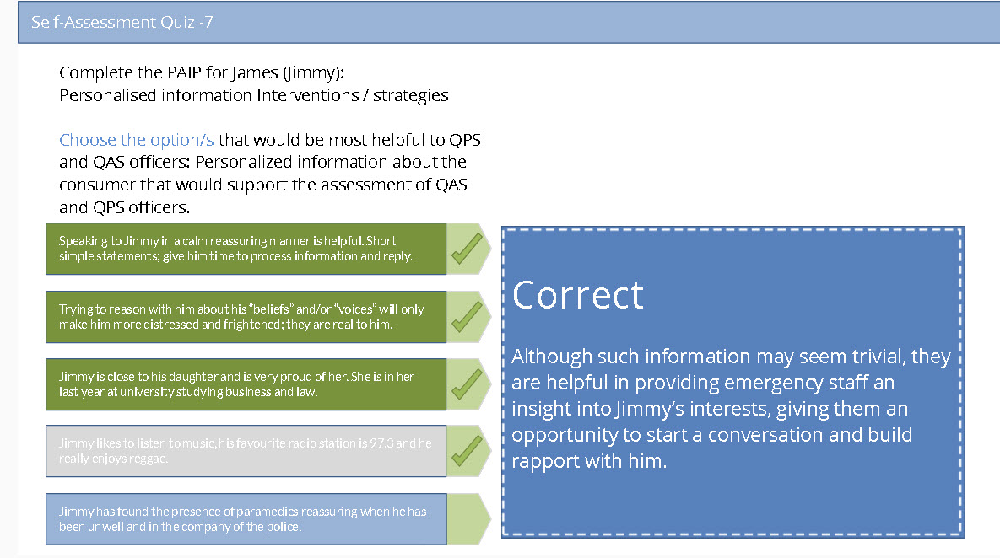 Self-Assessment Quiz -7
Complete the PAIP for James (Jimmy):
Personalised information Interventions / strategies
Choose the option/s that would be most helpful to QPS
and QAS officers: Personalized information about the
consumer that would support the assessment of QAS
and QPS officers.
Speaking to Jimmy in a calm reassuring manner is helpful. Short
simple statements; give him time to process information and reply.
Trying to reason with him about his “beliefs” and/or “voices” will only
make him more distressed and frightened; they are real to him.
Jimmy is close to his daughter and is very proud of her. She is in her
last year at university studying business and law.
Jimmy likes to listen to music, his favourite radio station is 97.3 and he
really enjoys reggae.
Jimmy has found the presence of paramedics reassuring when he has
been unwell and in the company of the police.
Correct
Although such information may seem trivial, they
are helpful in providing emergency staff an
insight into Jimmy’s interests, giving them an
opportunity to start a conversation and build
rapport with him.